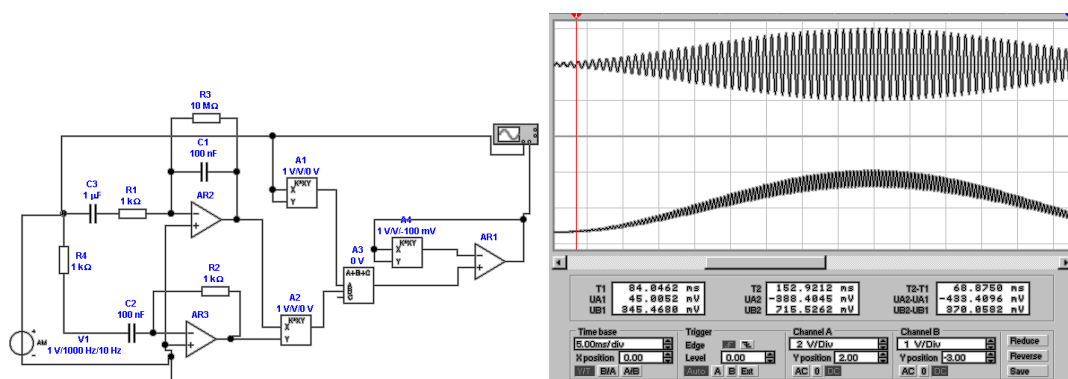 R3
10 MΩ
C1
100 nF
A1
1 V/V/0 V
K*XY
X
Y
C3
1 µF
R1
1 kΩ
AR2
A4
1 V/V/-100 mV
K*XY
X
Y
AR1
R4
1 kΩ
A3
0 V
A+B+C
A
B
C
R2
1 kΩ
C2
100 nF
AR3
A2
1 V/V/0 V
K*XY
X
Y
AM
V1
1 V/1000 Hz/10 Hz
T1 84.0462 ms T2 152.9212 ms T2-T1 68.8750 ms
UA1 45.0052 mV UA2 -388.4045 mV UA2-UA1 -433.4096 mV
UB1 345.4680 mV UB2 715.5262 mV UB2-UB1 370.0582 mV
Time base
5.00ms/div
X position 0.00
Y/T B/A A/B
Trigger
Edge
Level 0.00
Auto A B Ext
Channel A
2 V/Div
Y position 2.00
AC 0 DC
Channel B
1 V/Div
Y position -3.00
AC 0 DC
Reduce
Reverse
Save